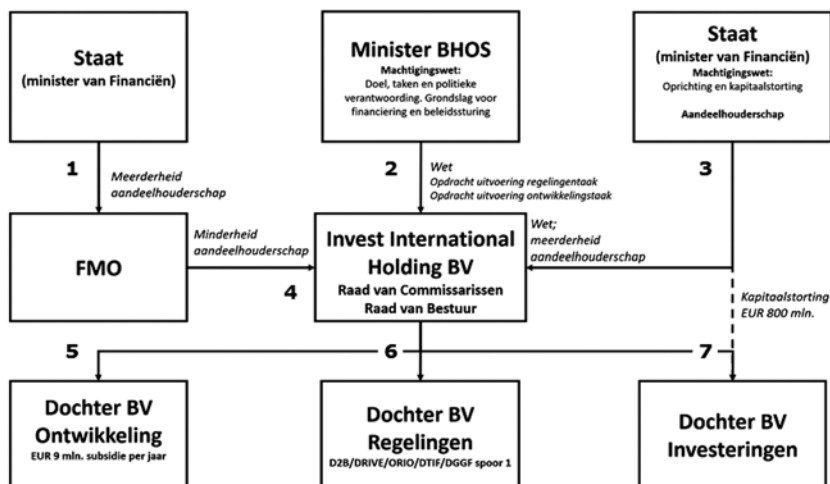 Staat
(minister van Financiën)
Minister BHOS
Machtigingswet:
Doel, taken en politieke
verantwoording. Grondslag voor
financiering en beleidssturing
Staat
(minister van Financiën)
Machtigingswet:
Oprichting en kapitaalstorting
Aandeelhouderschap
1
Meerderheid
aandeelhouderschap
2
Wet
Opdracht uitvoering regelingentaak
Opdracht uitvoering ontwikkelingstaak
3
FMO
Minderheid
aandeelhouderschap
4
Invest International
Holding BV
Raad van Commissarissen
Raad van Bestuur
Wet;
meerderheid
aandeelhouderschap
Kapitaalstorting
EUR 800 mln.
5
6
7
Dochter BV
Ontwikkeling
EUR 9 mln. subsidie per jaar
Dochter BV
Regelingen
D2B/DRIVE/ORIO/DTIF/DGGF spoor 1
Dochter BV
Investeringen